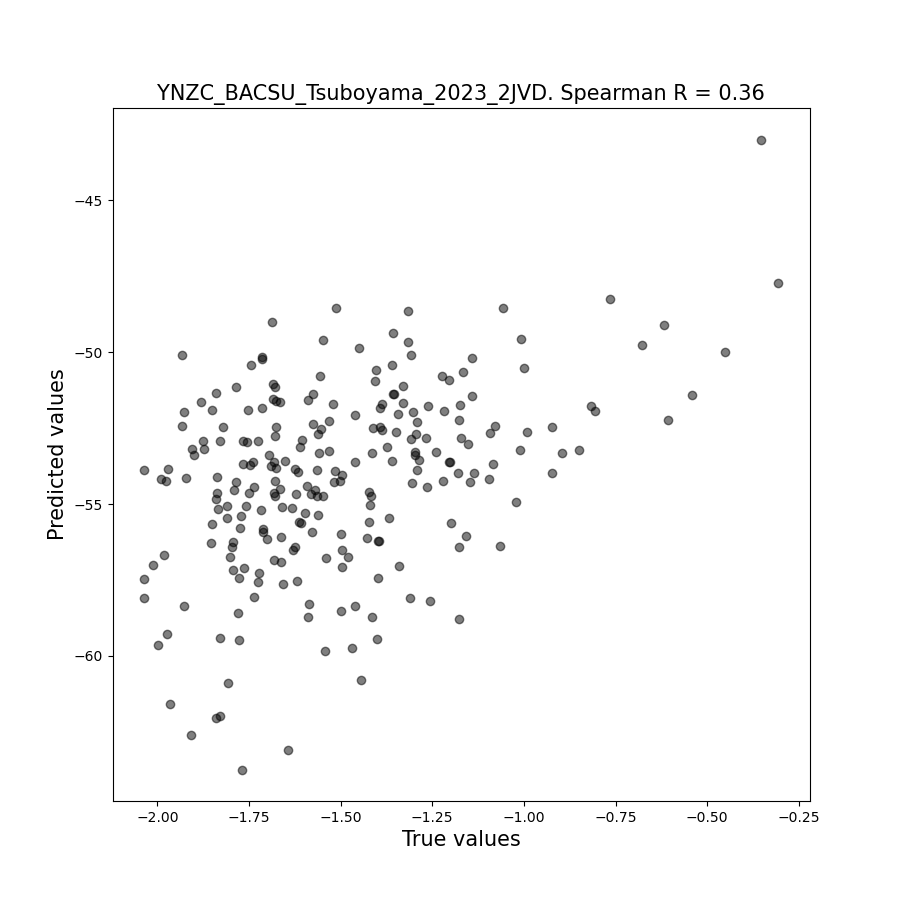 YNZC_BACSU_Tsuboyama_2023_2JVD. Spearman R = 0.36
−45
−50
−55
−60
Predicted values
−2.00 −1.75 −1.50 −1.25 −1.00 −0.75 −0.50 −0.25
True values